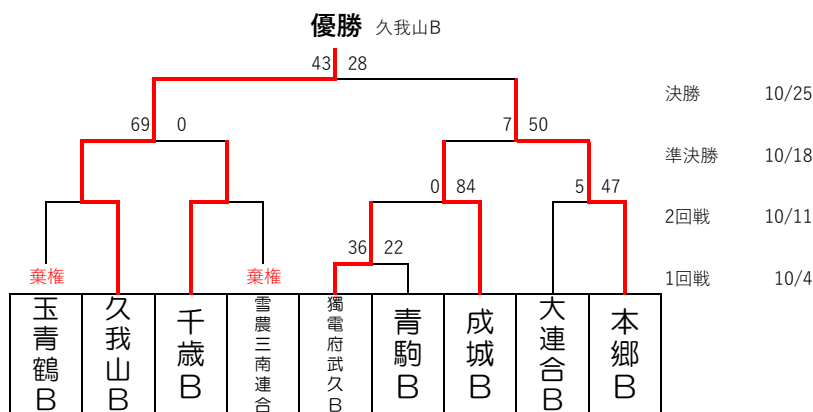 優勝 久我山B
43 28
決勝 10/25
69 0
7 50
準決勝 10/18
0 84
5 47
2回戦 10/11
36 22
棄権
棄権
1回戦 10/4
玉青鶴B
久我山B
千歳B
雪農三南連合
獨電府武久B
青駒B
成城B
大連合B
本郷B